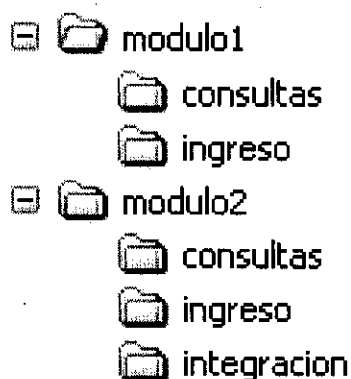 modulo1
consultas
ingreso
modulo2
consultas
ingreso
integracion